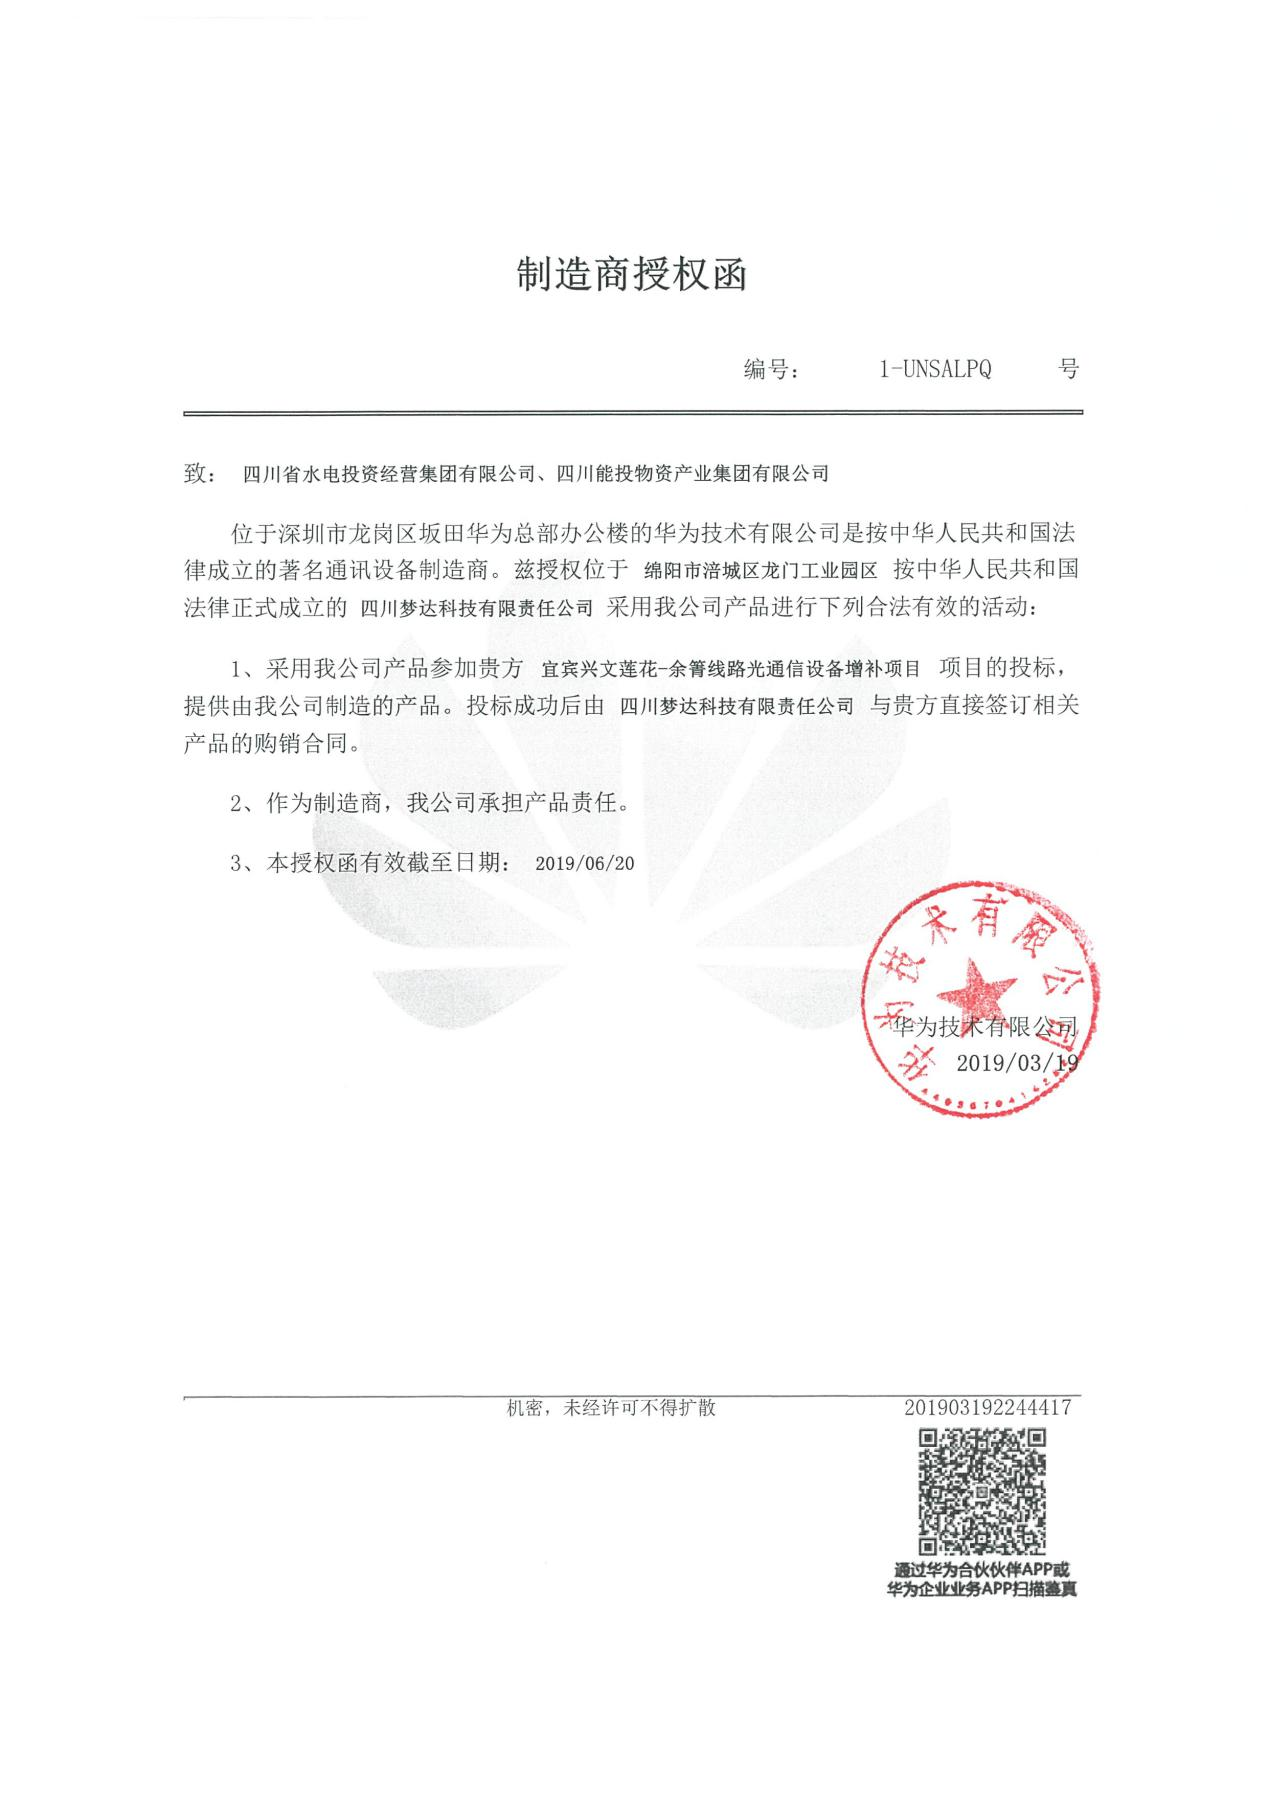 制造商授权函
编号： 1-UNSALPQ 号
致： 四川省水电投资经营集团有限公司、四川能投物资产业集团有限公司
位于深圳市龙岗区坂田华为总部办公楼的华为技术有限公司是按中华人民共和国法
律成立的著名通讯设备制造商。兹授权位于 绵阳市涪城区龙门工业园区 按中华人民共和国
法律正式成立的 四川梦达科技有限责任公司 采用我公司产品进行下列合法有效的活动：
1、采用我公司产品参加贵方 宜宾兴文莲花-余箐线路光通信设备增补项目 项目的投标，
提供由我公司制造的产品。投标成功后由 四川梦达科技有限责任公司 与贵方直接签订相关
产品的购销合同。
2、作为制造商，我公司承担产品责任。
3、本授权函有效截至日期： 2019/06/20
华为技术有限公司
华为技术有限公司
2019/03/19
机密，未经许可不得扩散
201903192244417
通过华为合伙伙伴APP或
华为企业业务APP扫描鉴真